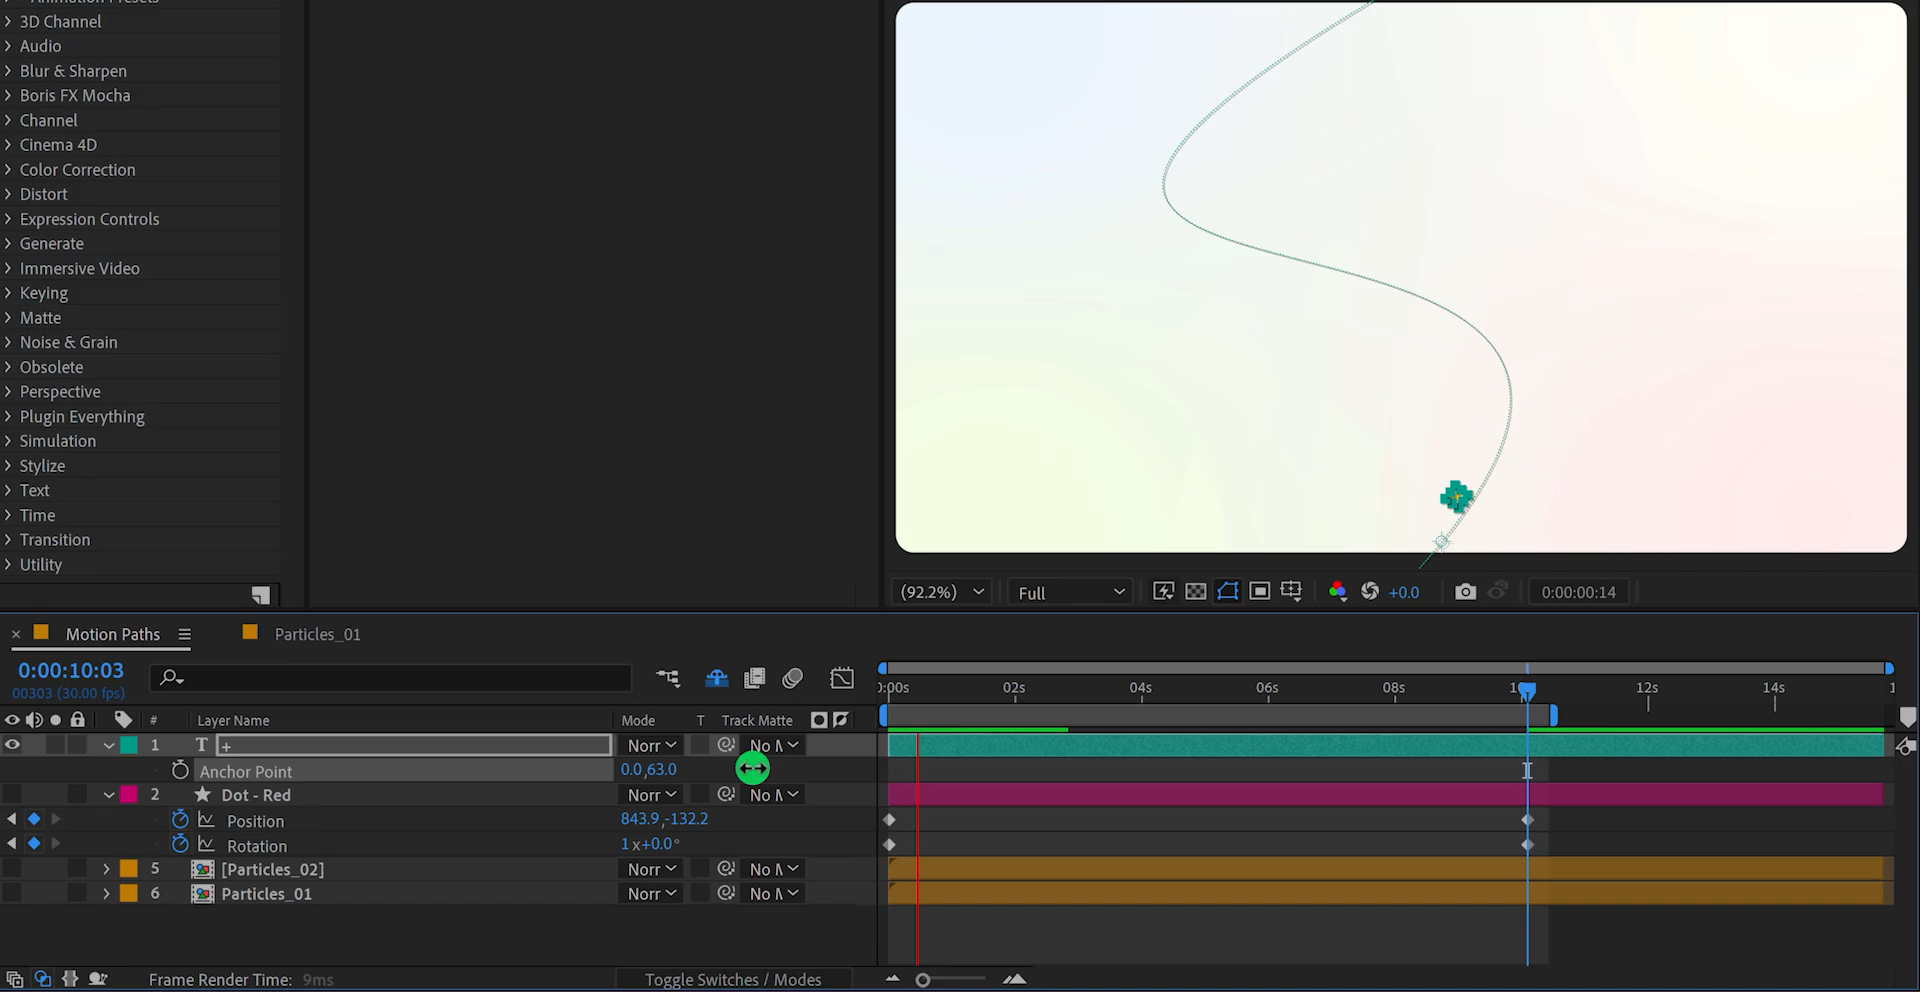 Animation Presets
3D Channel
Audio
Blur & Sharpen
Boris FX Mocha
Channel
Cinema 4D
Color Correction
Distort
Expression Controls
Generate
Immersive Video
Keying
Matte
Noise & Grain
Obsolete
Perspective
Plugin Everything
Simulation
Stylize
Text
Time
Transition
Utility
(92.2%) Full +0.0 0:00:00:14
Motion Paths Particles_01
0:00:10:03
00303 (30.00 fps)
0:00s 02s 04s 06s 08s 12s 14s
# Layer Name Mode T Track Matte
1 T + Norr No M
Anchor Point 0.0,63.0
2 Dot - Red Norr No M
Position 843.9,-132.2
Rotation 1x+0.0°
5 [Particles_02] Norr No M
6 Particles_01 Norr No M
Frame Render Time: 9ms Toggle Switches / Modes